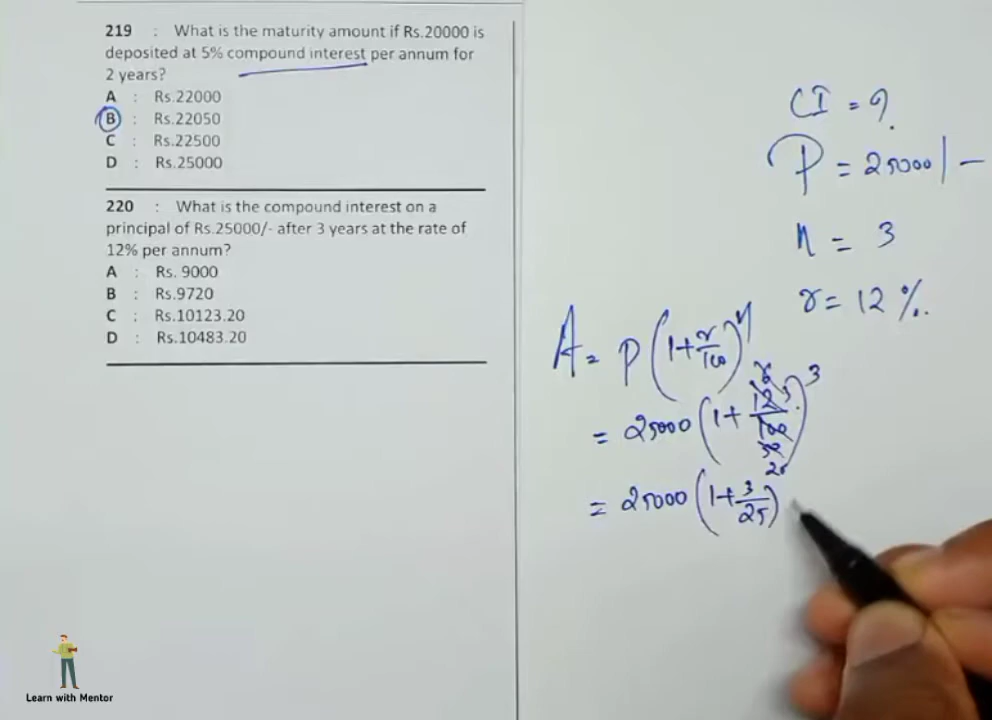 219 : What is the maturity amount if Rs.20000 is
deposited at 5% compound interest per annum for
2 years?
A : Rs.22000
B : Rs.22050
C : Rs.22500
D : Rs.25000
220 : What is the compound interest on a
principal of Rs.25000/- after 3 years at the rate of
12% per annum?
A : Rs. 9000
B : Rs.9720
C : Rs.10123.20
D : Rs.10483.20
CI = ?
P = 25000/-
n = 3
r = 12%.
A = P(1+r/100)^n
= 25000(1+12/100)^3
= 25000(1+3/25)
Learn with Mentor